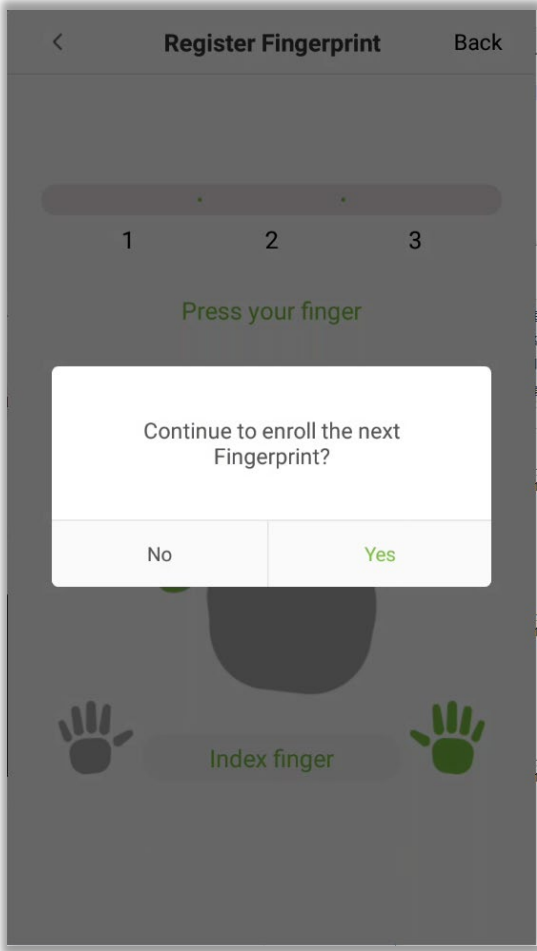 Register Fingerprint Back
1 2 3
Press your finger
Continue to enroll the next
Fingerprint?
No Yes
Index finger